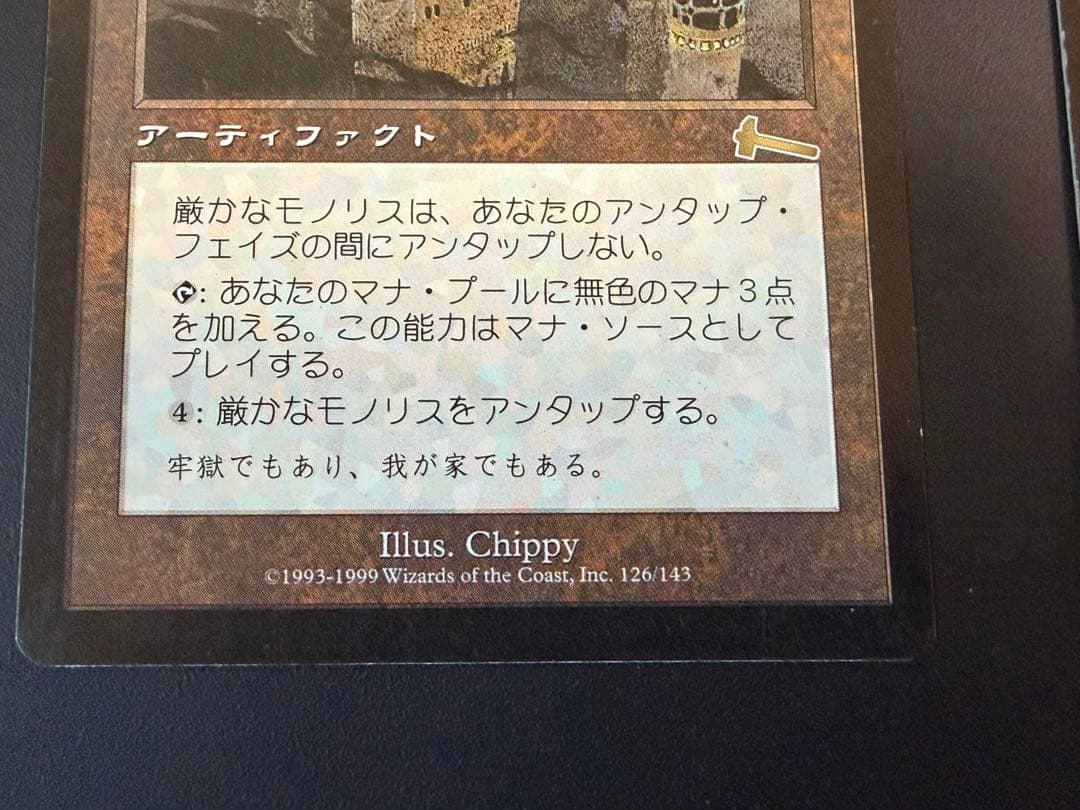 アーティファクト
厳かなモノリスは、あなたのアンタップ・
フェイズの間にアンタップしない。
: あなたのマナ・プールに無色のマナ３点
を加える。この能力はマナ・ソースとして
プレイする。
4: 厳かなモノリスをアンタップする。
牢獄でもあり、我が家でもある。
Illus. Chippy
©1993-1999 Wizards of the Coast, Inc. 126/143